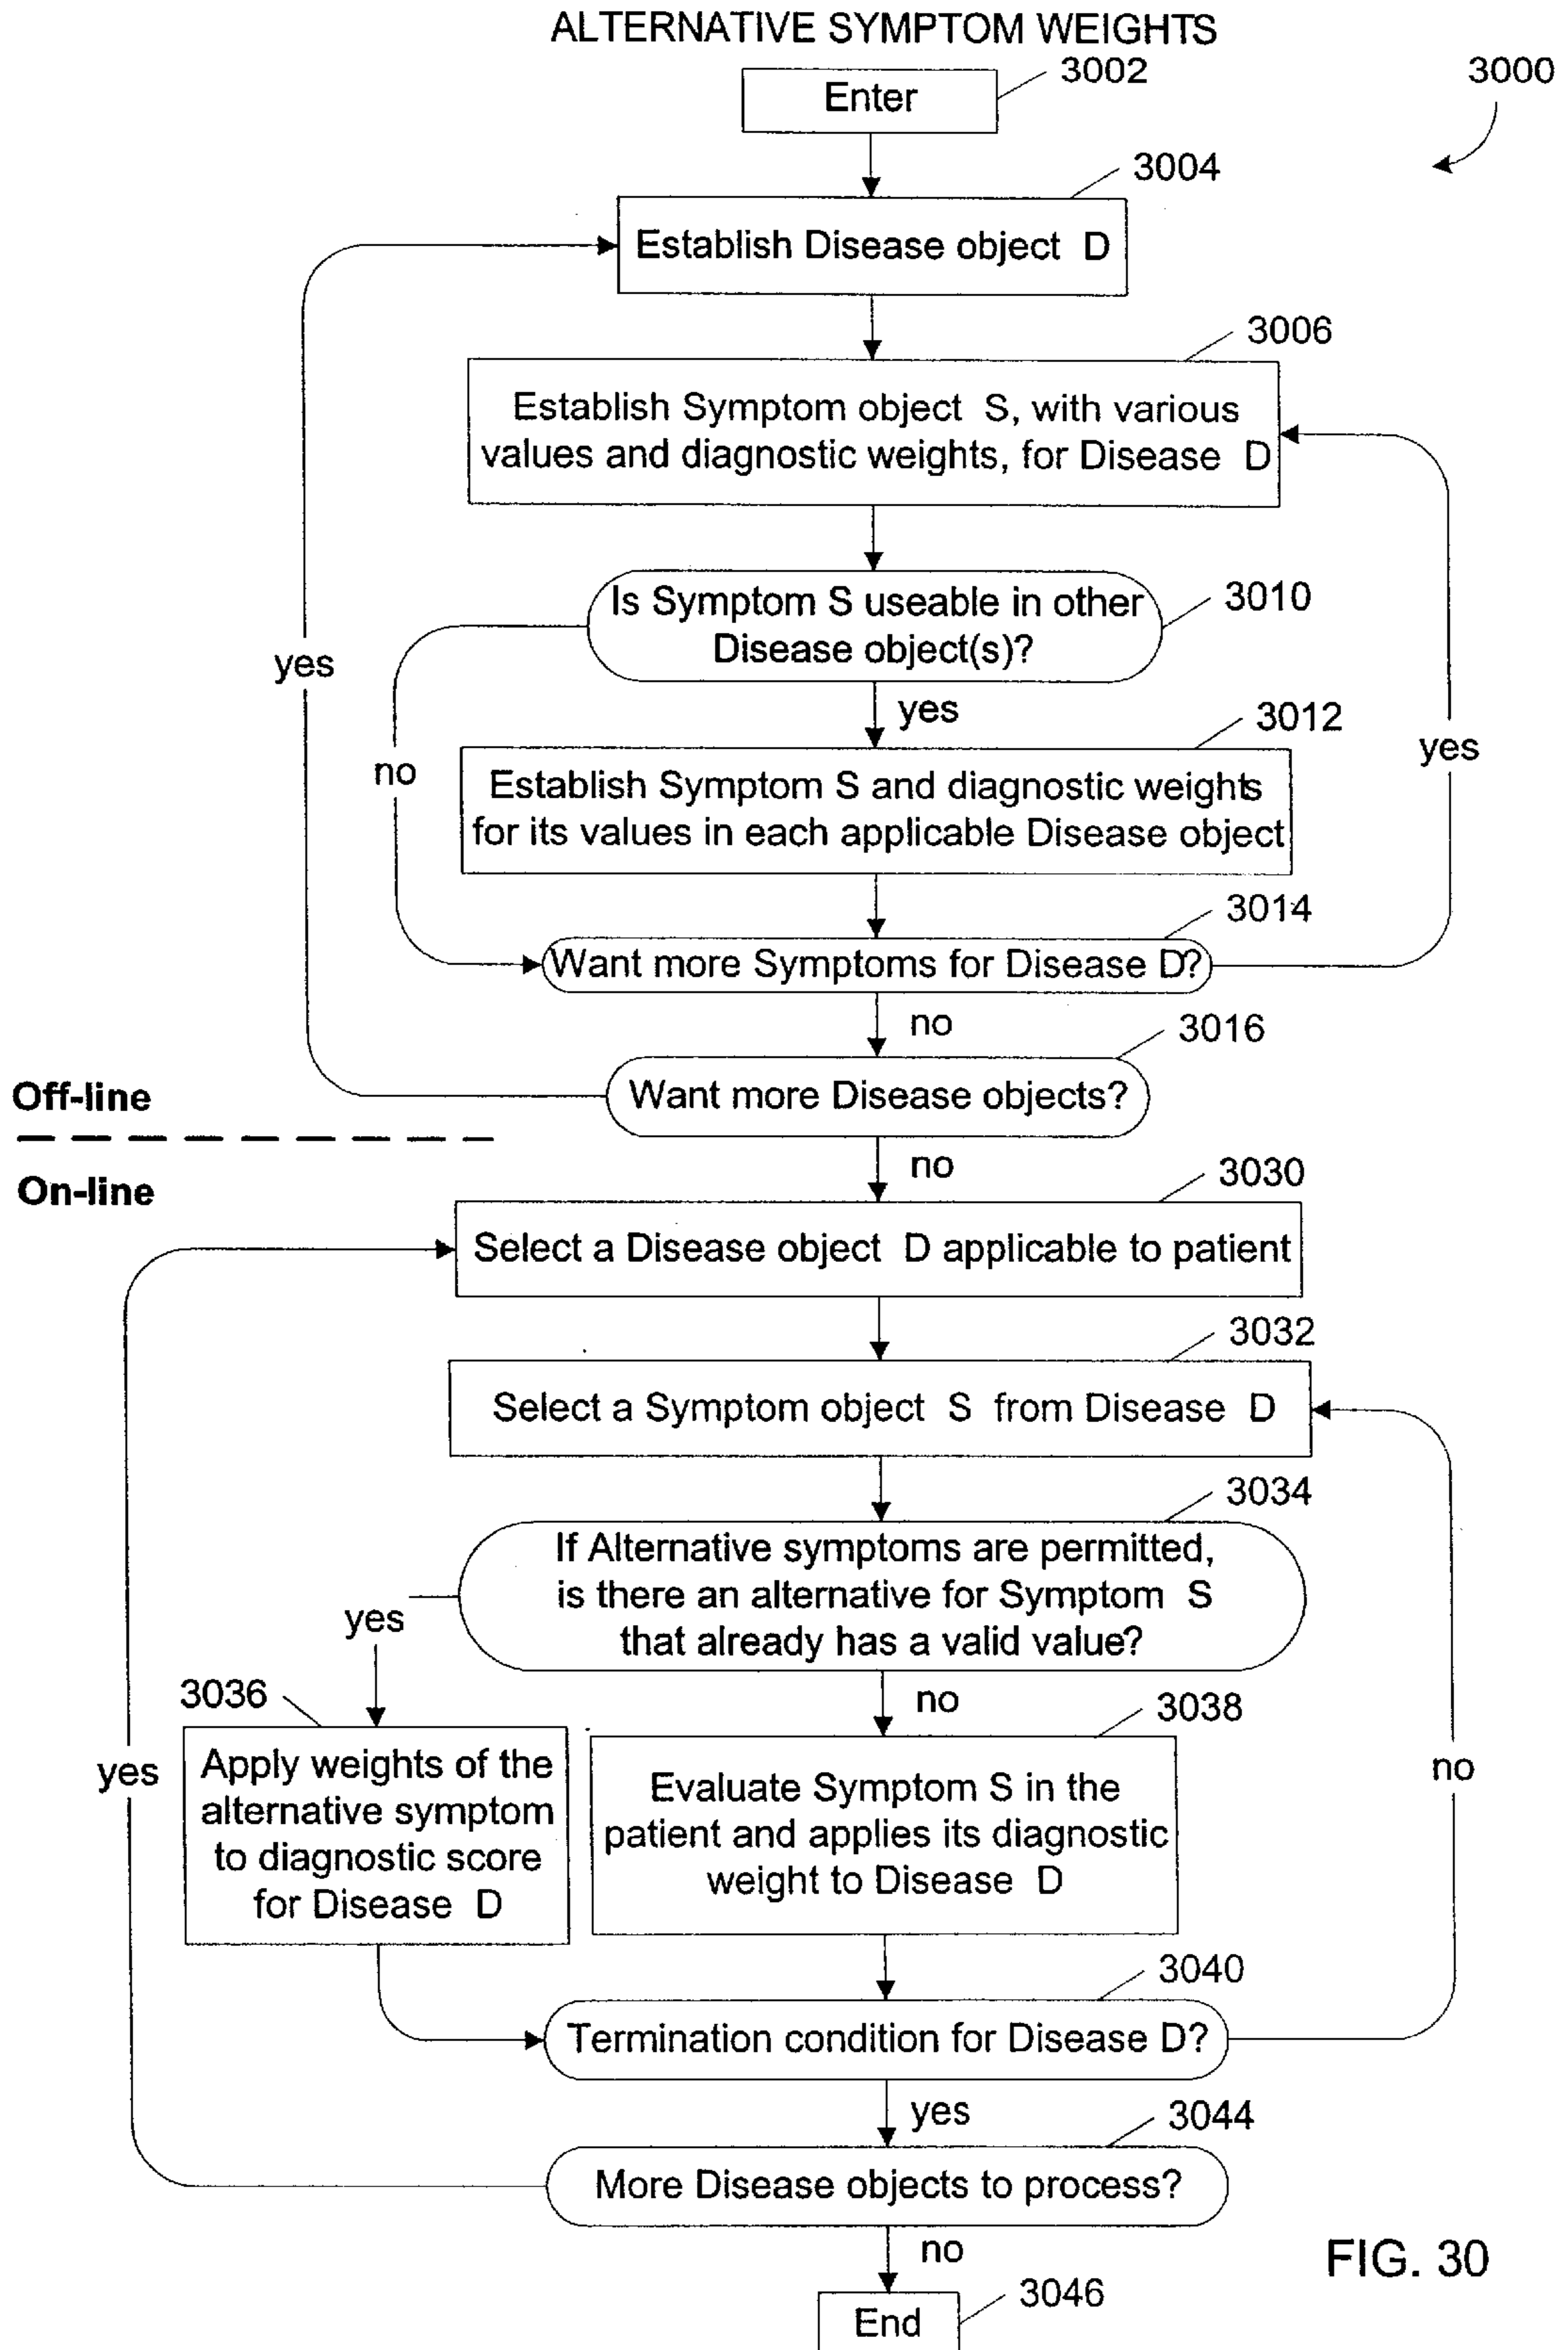 ALTERNATIVE SYMPTOM WEIGHTS
3002
3000
Enter
3004
Establish Disease object D
3006
Establish Symptom object S, with various
values and diagnostic weights, for Disease D
Is Symptom S useable in other
Disease object(s)?
3010
yes
yes
3012
yes
no
Establish Symptom S and diagnostic weights
for its values in each applicable Disease object
3014
Want more Symptoms for Disease D?
no
3016
Want more Disease objects?
Off-line
no
On-line
3030
Select a Disease object D applicable to patient
3032
Select a Symptom object S from Disease D
3034
If Alternative symptoms are permitted,
is there an alternative for Symptom S
that already has a valid value?
yes
3036
no
3038
yes
Apply weights of the
alternative symptom
to diagnostic score
for Disease D
Evaluate Symptom S in the
patient and applies its diagnostic
weight to Disease D
no
3040
Termination condition for Disease D?
yes
3044
More Disease objects to process?
no
FIG. 30
3046
End